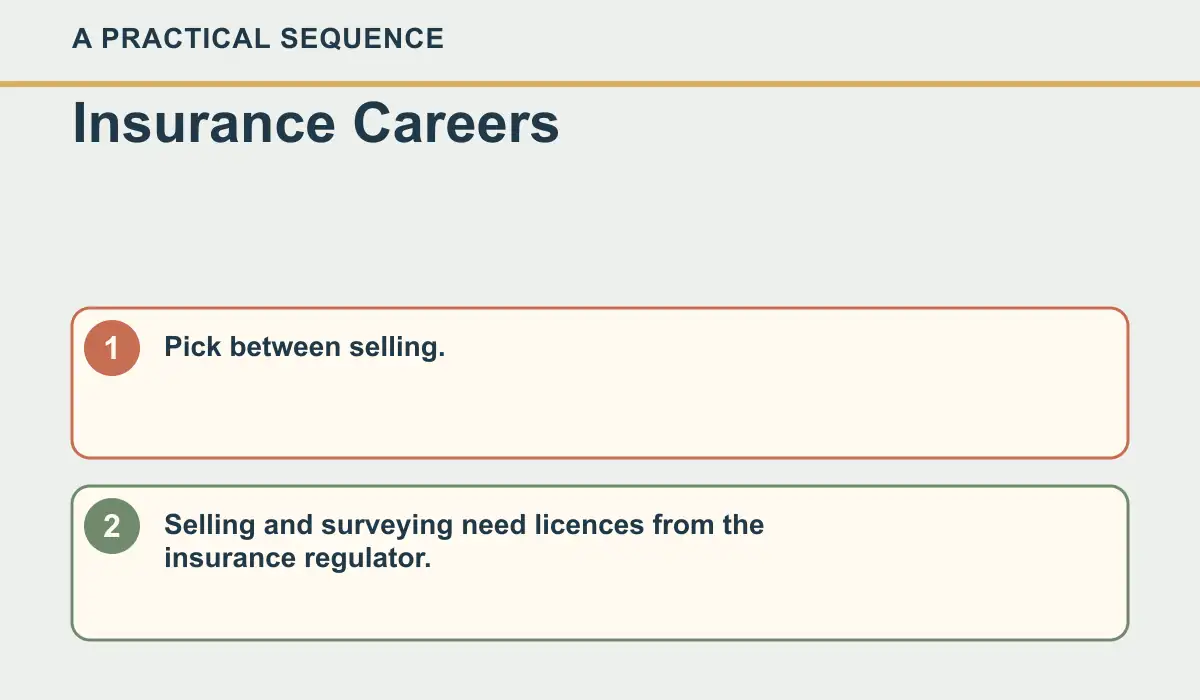 A PRACTICAL SEQUENCE
Insurance Careers
1
Pick between selling.
2
Selling and surveying need licences from the
insurance regulator.